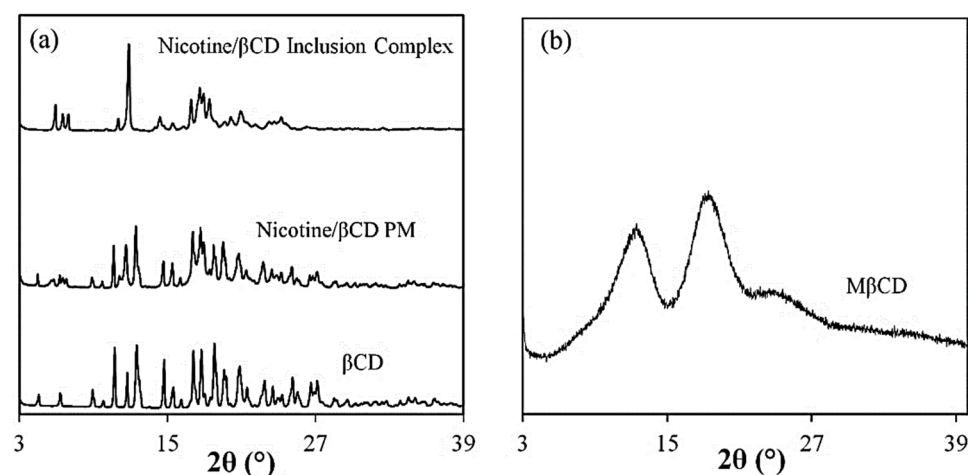 (a)
Nicotine/βCD Inclusion Complex
Nicotine/βCD PM
βCD
3 15 27 39
2θ (°)
(b)
MβCD
3 15 27 39
2θ (°)